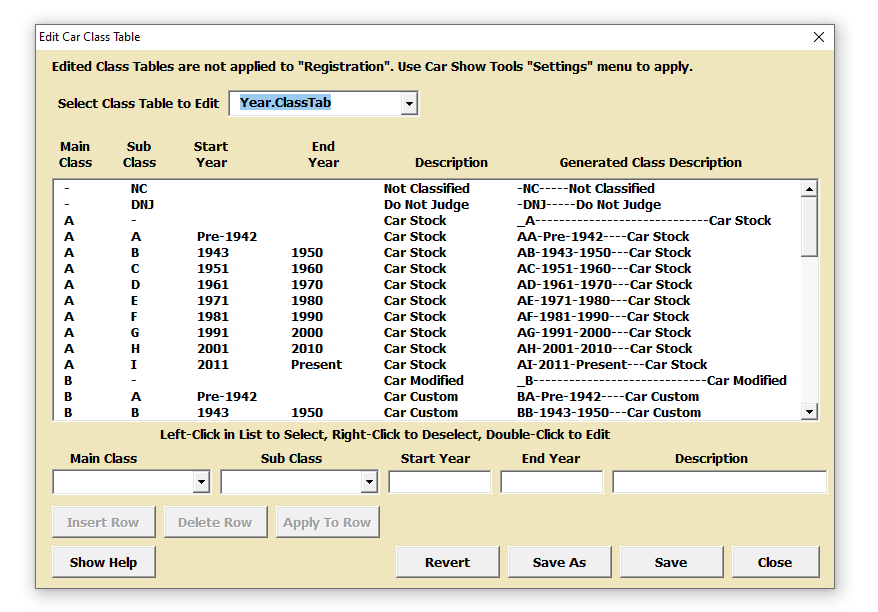 Edit Car Class Table
Edited Class Tables are not applied to "Registration". Use Car Show Tools "Settings" menu to apply.
Select Class Table to Edit Year.ClassTab
Main Class Sub Class Start Year End Year Description Generated Class Description
- NC Not Classified -NC-----Not Classified
- DNJ Do Not Judge -DNJ-----Do Not Judge
A - Car Stock _A-----------------------------Car Stock
A A Pre-1942 Car Stock AA-Pre-1942----Car Stock
A B 1943 1950 Car Stock AB-1943-1950---Car Stock
A C 1951 1960 Car Stock AC-1951-1960---Car Stock
A D 1961 1970 Car Stock AD-1961-1970---Car Stock
A E 1971 1980 Car Stock AE-1971-1980---Car Stock
A F 1981 1990 Car Stock AF-1981-1990---Car Stock
A G 1991 2000 Car Stock AG-1991-2000---Car Stock
A H 2001 2010 Car Stock AH-2001-2010---Car Stock
A I 2011 Present Car Stock AI-2011-Present---Car Stock
B - Car Modified _B-----------------------------Car Modified
B A Pre-1942 Car Custom BA-Pre-1942----Car Custom
B B 1943 1950 Car Custom BB-1943-1950---Car Custom
Left-Click in List to Select, Right-Click to Deselect, Double-Click to Edit
Main Class Sub Class Start Year End Year Description
Insert Row Delete Row Apply To Row
Show Help Revert Save As Save Close